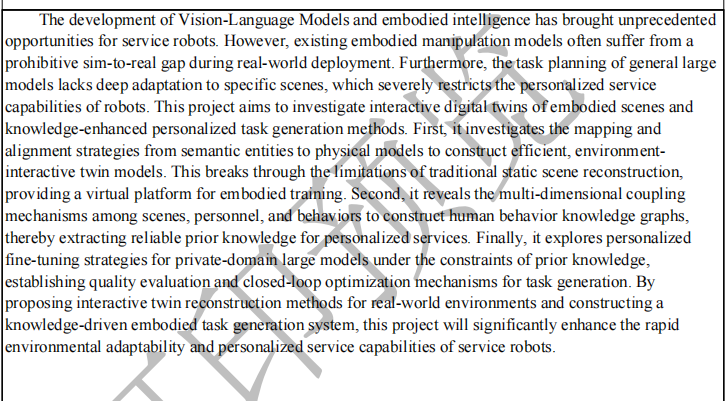 The development of Vision-Language Models and embodied intelligence has brought unprecedented
opportunities for service robots. However, existing embodied manipulation models often suffer from a
prohibitive sim-to-real gap during real-world deployment. Furthermore, the task planning of general large
models lacks deep adaptation to specific scenes, which severely restricts the personalized service
capabilities of robots. This project aims to investigate interactive digital twins of embodied scenes and
knowledge-enhanced personalized task generation methods. First, it investigates the mapping and
alignment strategies from semantic entities to physical models to construct efficient, environment-
interactive twin models. This breaks through the limitations of traditional static scene reconstruction,
providing a virtual platform for embodied training. Second, it reveals the multi-dimensional coupling
mechanisms among scenes, personnel, and behaviors to construct human behavior knowledge graphs,
thereby extracting reliable prior knowledge for personalized services. Finally, it explores personalized
fine-tuning strategies for private-domain large models under the constraints of prior knowledge,
establishing quality evaluation and closed-loop optimization mechanisms for task generation. By
proposing interactive twin reconstruction methods for real-world environments and constructing a
knowledge-driven embodied task generation system, this project will significantly enhance the rapid
environmental adaptability and personalized service capabilities of service robots.
打印预览